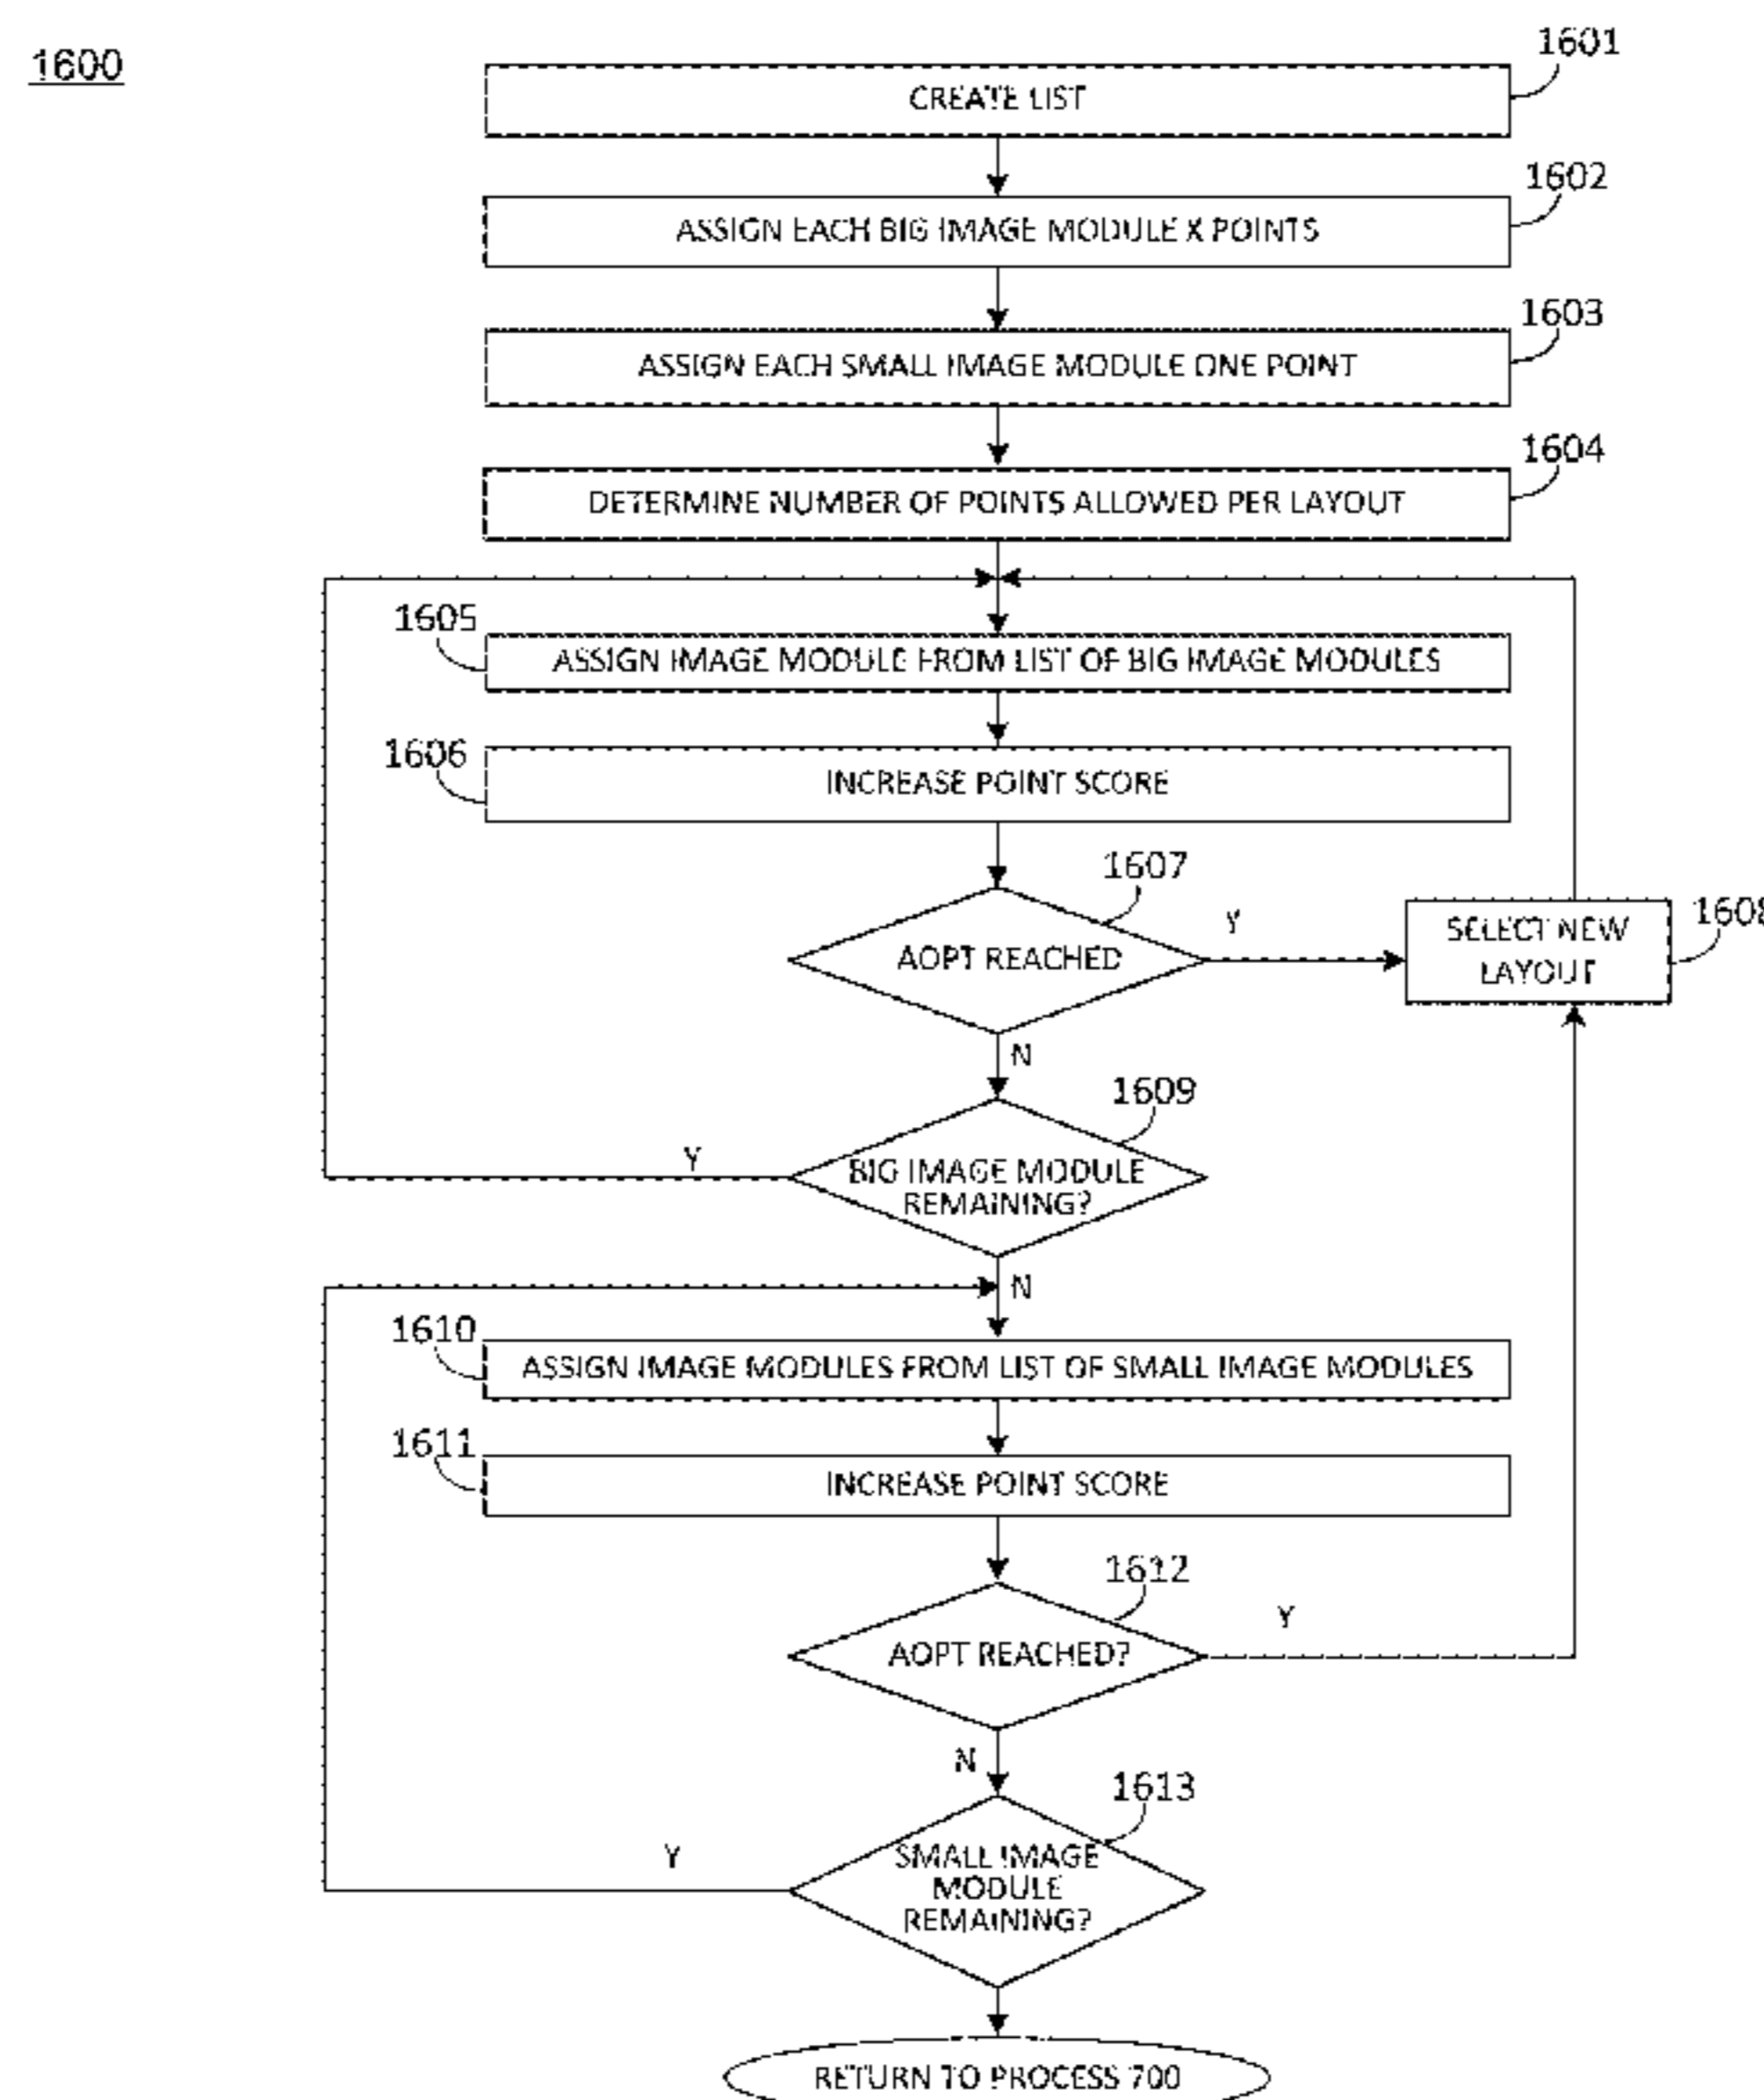 1600
1601
CREATE LIST
1602
ASSIGN EACH BIG IMAGE MODULE X POINTS
1603
ASSIGN EACH SMALL IMAGE MODULE ONE POINT
1604
DETERMINE NUMBER OF POINTS ALLOWED PER LAYOUT
1605
ASSIGN IMAGE MODULE FROM LIST OF BIG IMAGE MODULES
1606
INCREASE POINT SCORE
1607
AOPT REACHED
Y
SELECT NEW
LAYOUT
1608
N
1609
BIG IMAGE MODULE
REMAINING?
Y
N
1610
ASSIGN IMAGE MODULES FROM LIST OF SMALL IMAGE MODULES
1611
INCREASE POINT SCORE
1612
AOPT REACHED?
Y
N
1613
SMALL IMAGE
MODULE
REMAINING?
Y
RETURN TO PROCESS 700